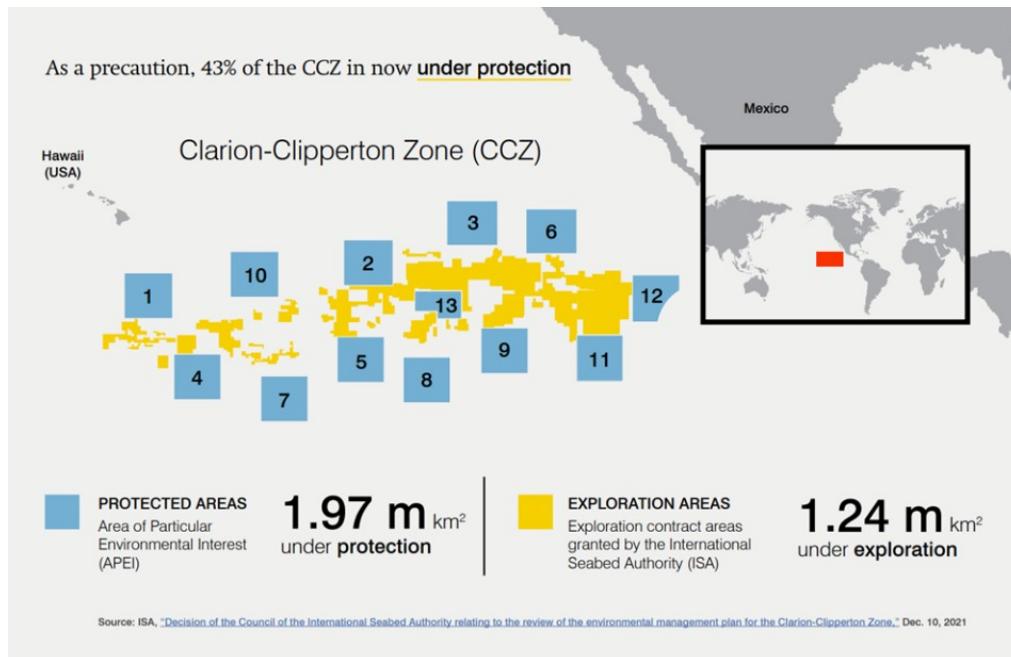 As a precaution, 43% of the CCZ in now under protection
Mexico
Hawaii
(USA)
Clarion-Clipperton Zone (CCZ)
3
6
10
2
1
13
12
9
5
11
4
8
7
PROTECTED AREAS
Area of Particular
Environmental Interest
(APEI)
1.97 m km²
under protection
EXPLORATION AREAS
Exploration contract areas
granted by the International
Seabed Authority (ISA)
1.24 m km²
under exploration
Source: ISA, "Decision of the Council of the International Seabed Authority relating to the review of the environmental management plan for the Clarion-Clipperton Zone," Dec. 10, 2021